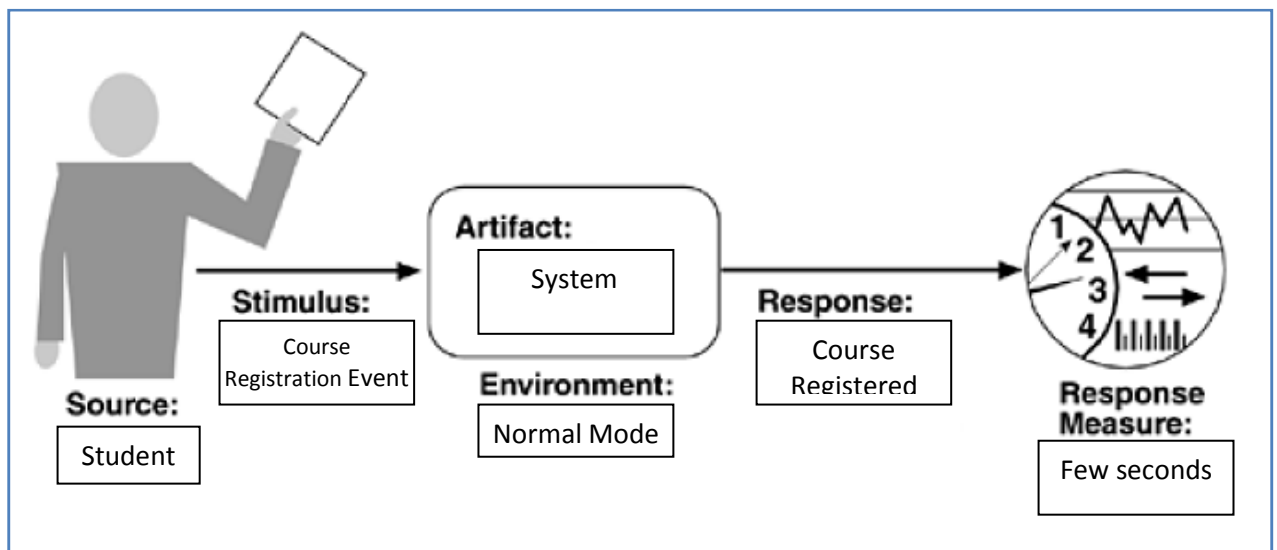 Source:
Student
Stimulus:
Course
Registration Event
Artifact:
System
Environment:
Normal Mode
Response:
Course
Registered
1
2
3
4
Response
Measure:
Few seconds